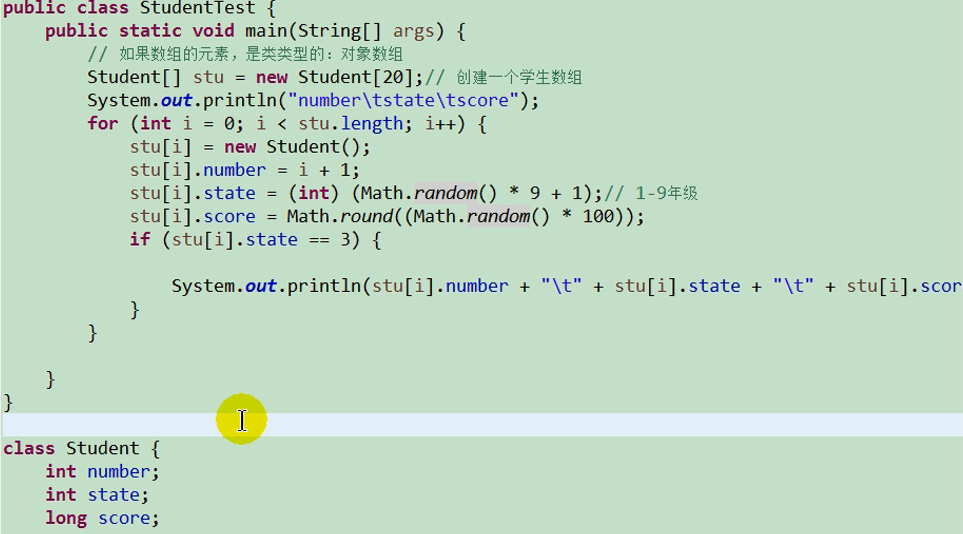 public class StudentTest {
public static void main(String[] args) {
// 如果数组的元素，是类类型的：对象数组
Student[] stu = new Student[20];// 创建一个学生数组
System.out.println("number\tstate\tscore");
for (int i = 0; i < stu.length; i++) {
stu[i] = new Student();
stu[i].number = i + 1;
stu[i].state = (int) (Math.random() * 9 + 1);// 1-9年级
stu[i].score = Math.round((Math.random() * 100));
if (stu[i].state == 3) {
System.out.println(stu[i].number + "\t" + stu[i].state + "\t" + stu[i].scor
}
}
}
}
class Student {
int number;
int state;
long score;